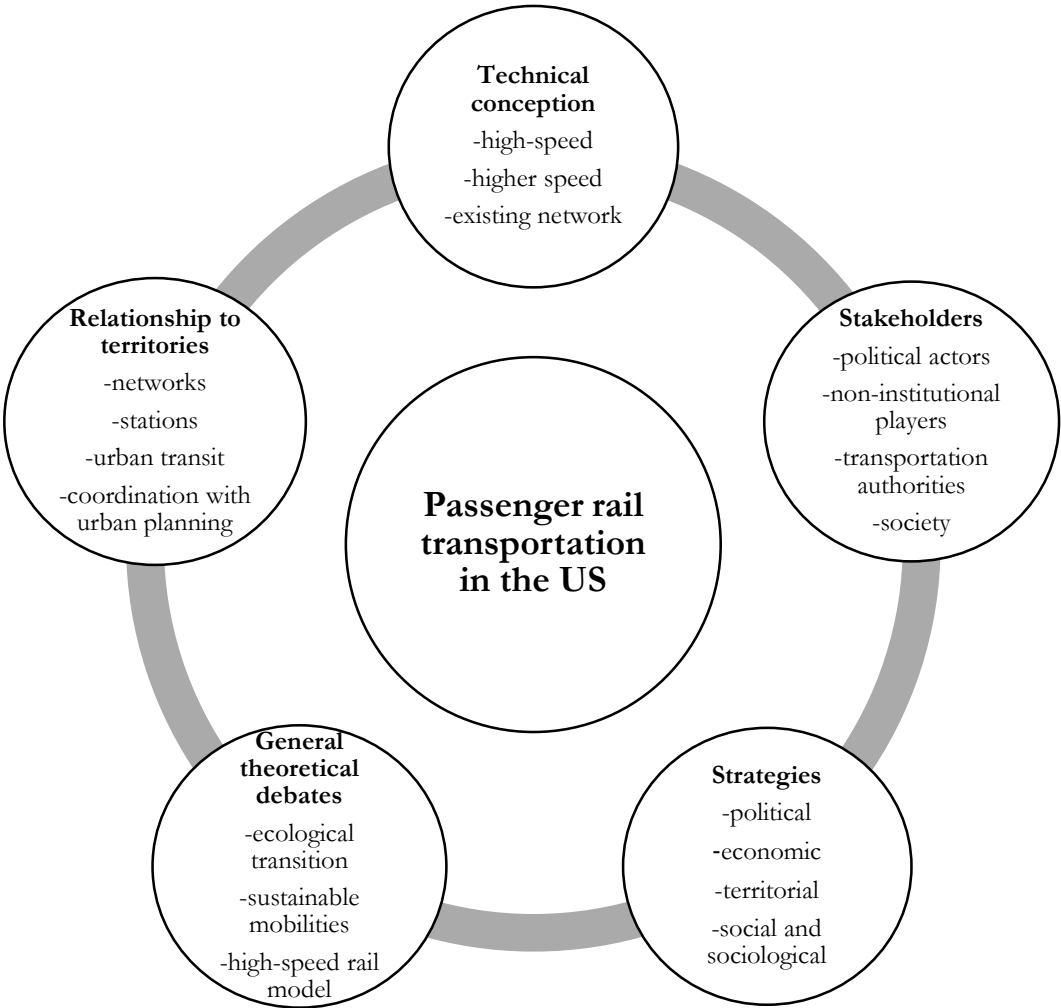 Technical
conception
-high-speed
-higher speed
-existing network
Relationship to
territories
-networks
-stations
-urban transit
-coordination with
urban planning
Stakeholders
-political actors
-non-institutional
players
-transportation
authorities
-society
Passenger rail
transportation
in the US
General
theoretical
debates
-ecological
transition
-sustainable
mobilities
-high-speed rail
model
Strategies
-political
-economic
-territorial
-social and
sociological